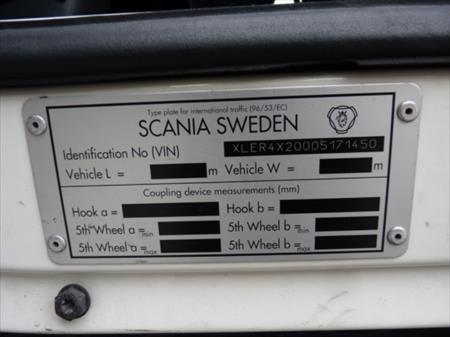 Type plate for international traffic (96/53/EC)
SCANIA SWEDEN
Identification No (VIN) XLER4X20005171450
Vehicle L = m Vehicle W = m
Coupling device measurements (mm)
Hook a = Hook b =
5th Wheel a min = 5th Wheel b min =
5th Wheel a max = 5th Wheel b max =